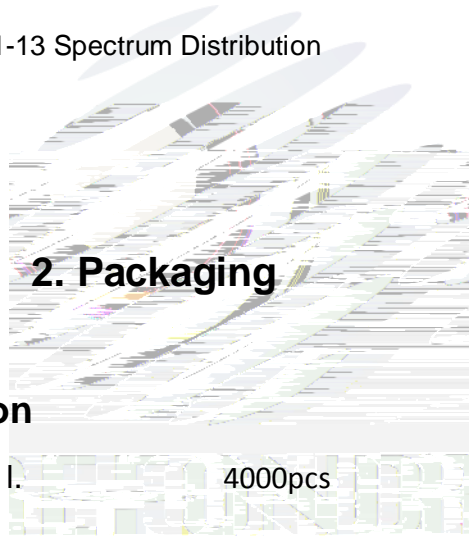 1-13 Spectrum Distribution
2. Packaging
on
l. 4000pcs